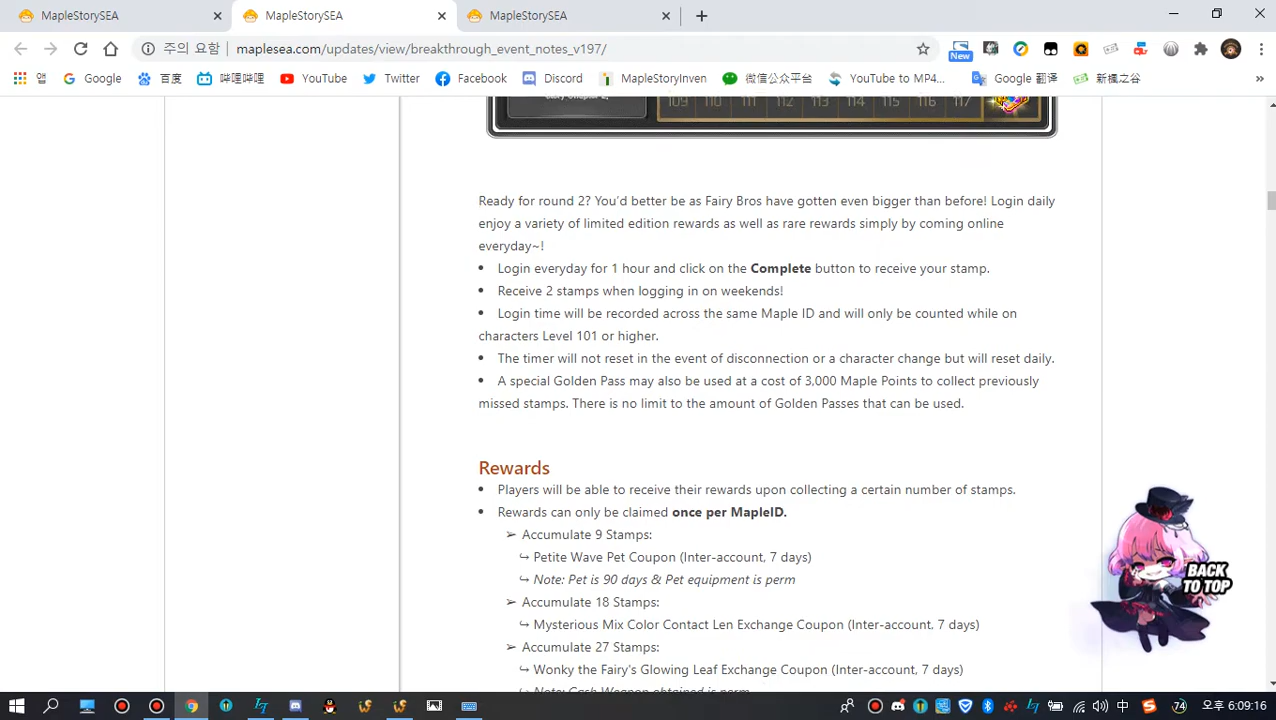 MapleStorySEA
MapleStorySEA
MapleStorySEA
주의 요함
maplesea.com/updates/view/breakthrough_event_notes_v197/
New
앱
Google
百度
哔哩哔哩
YouTube
Twitter
Facebook
Discord
MapleStoryInven
微信公众平台
YouTube to MP4...
Google 翻译
新楓之谷
»
109 110 111 112 113 114 115 116 117
Ready for round 2? You'd better be as Fairy Bros have gotten even bigger than before! Login daily
enjoy a variety of limited edition rewards as well as rare rewards simply by coming online
everyday~!
• Login everyday for 1 hour and click on the Complete button to receive your stamp.
• Receive 2 stamps when logging in on weekends!
• Login time will be recorded across the same Maple ID and will only be counted while on
characters Level 101 or higher.
• The timer will not reset in the event of disconnection or a character change but will reset daily.
• A special Golden Pass may also be used at a cost of 3,000 Maple Points to collect previously
missed stamps. There is no limit to the amount of Golden Passes that can be used.
Rewards
• Players will be able to receive their rewards upon collecting a certain number of stamps.
• Rewards can only be claimed once per MapleID.
➢ Accumulate 9 Stamps:
↪ Petite Wave Pet Coupon (Inter-account, 7 days)
↪ Note: Pet is 90 days & Pet equipment is perm
➢ Accumulate 18 Stamps:
↪ Mysterious Mix Color Contact Len Exchange Coupon (Inter-account, 7 days)
➢ Accumulate 27 Stamps:
↪ Wonky the Fairy's Glowing Leaf Exchange Coupon (Inter-account, 7 days)
↪ Note: Cash Weapon obtained is perm
BACK
TO TOP
中
오후 6:09:16